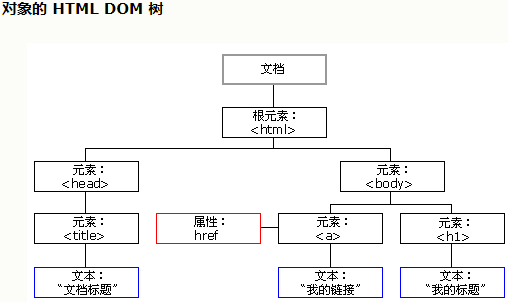 对象的 HTML DOM 树
文档
根元素：
<html>
元素：
<head>
元素：
<body>
元素：
<title>
属性：
href
元素：
<a>
元素：
<h1>
文本：
“文档标题”
文本：
“我的链接”
文本：
“我的标题”